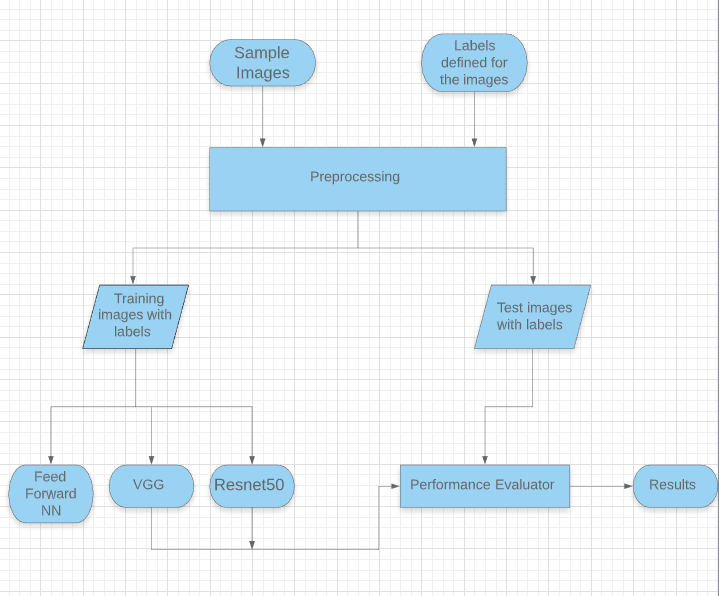 Sample
Images
Labels
defined for
the images
Preprocessing
Training
images with
labels
Test images
with labels
Feed
Forward
NN
VGG
Resnet50
Performance Evaluator
Results